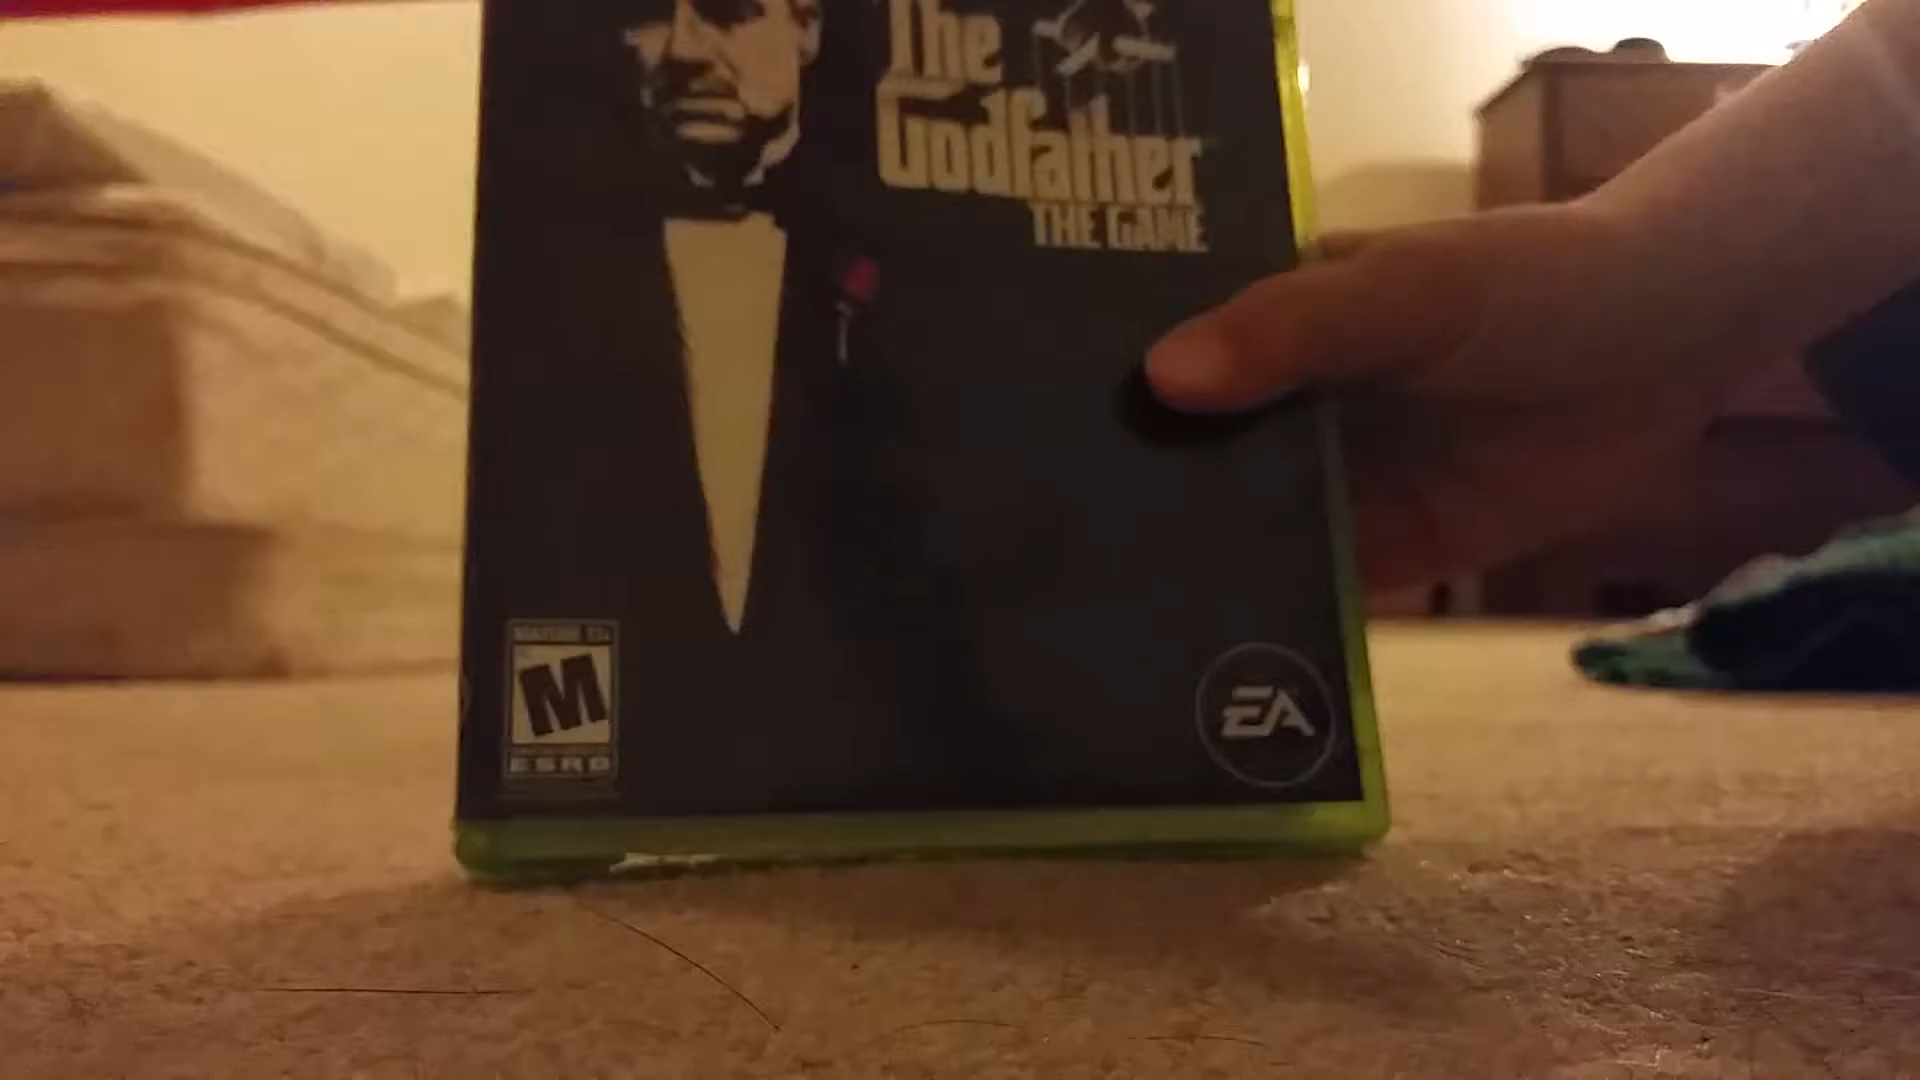 The
Godfather
THE GAME
MATURE 17+
M
ESRB
EA